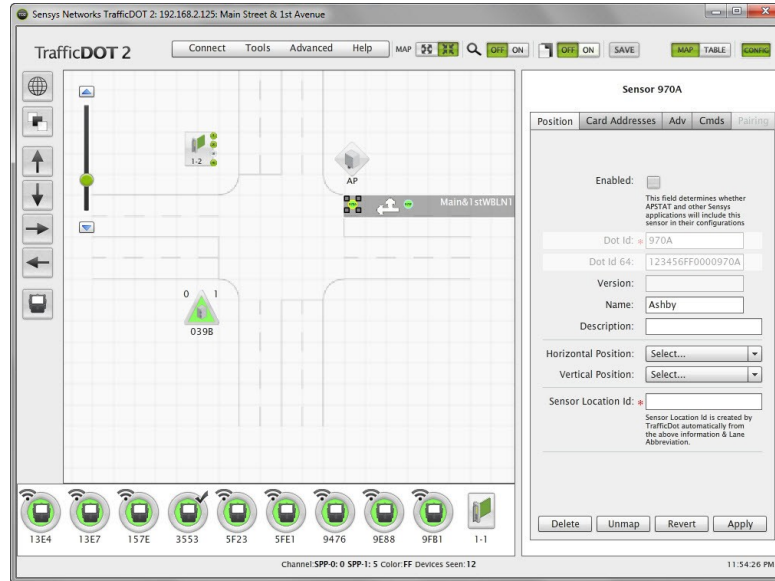 Sensys Networks TrafficDOT 2: 192.168.2.125: Main Street & 1st Avenue
TrafficDOT 2
Connect Tools Advanced Help MAP OFF ON OFF ON SAVE MAP TABLE CONFIG
Sensor 970A
Position Card Addresses Adv Cmds Pairing
1-2
AP
Main&1stWBLN1
0 1
039B
Enabled:
This field determines whether
APSTAT and other Sensys
applications will include this
sensor in their configurations
Dot Id: * 970A
Dot Id 64: 123456FF0000970A
Version:
Name: Ashby
Description:
Horizontal Position: Select...
Vertical Position: Select...
Sensor Location Id: *
Sensor Location Id is created by
TrafficDot automatically from
the above information & Lane
Abbreviation.
Delete Unmap Revert Apply
13E4 13E7 157E 3553 5F23 5FE1 9476 9E88 9FB1 1-1
Channel:SPP-0: 0 SPP-1: 5 Color:FF Devices Seen:12
11:54:26 PM